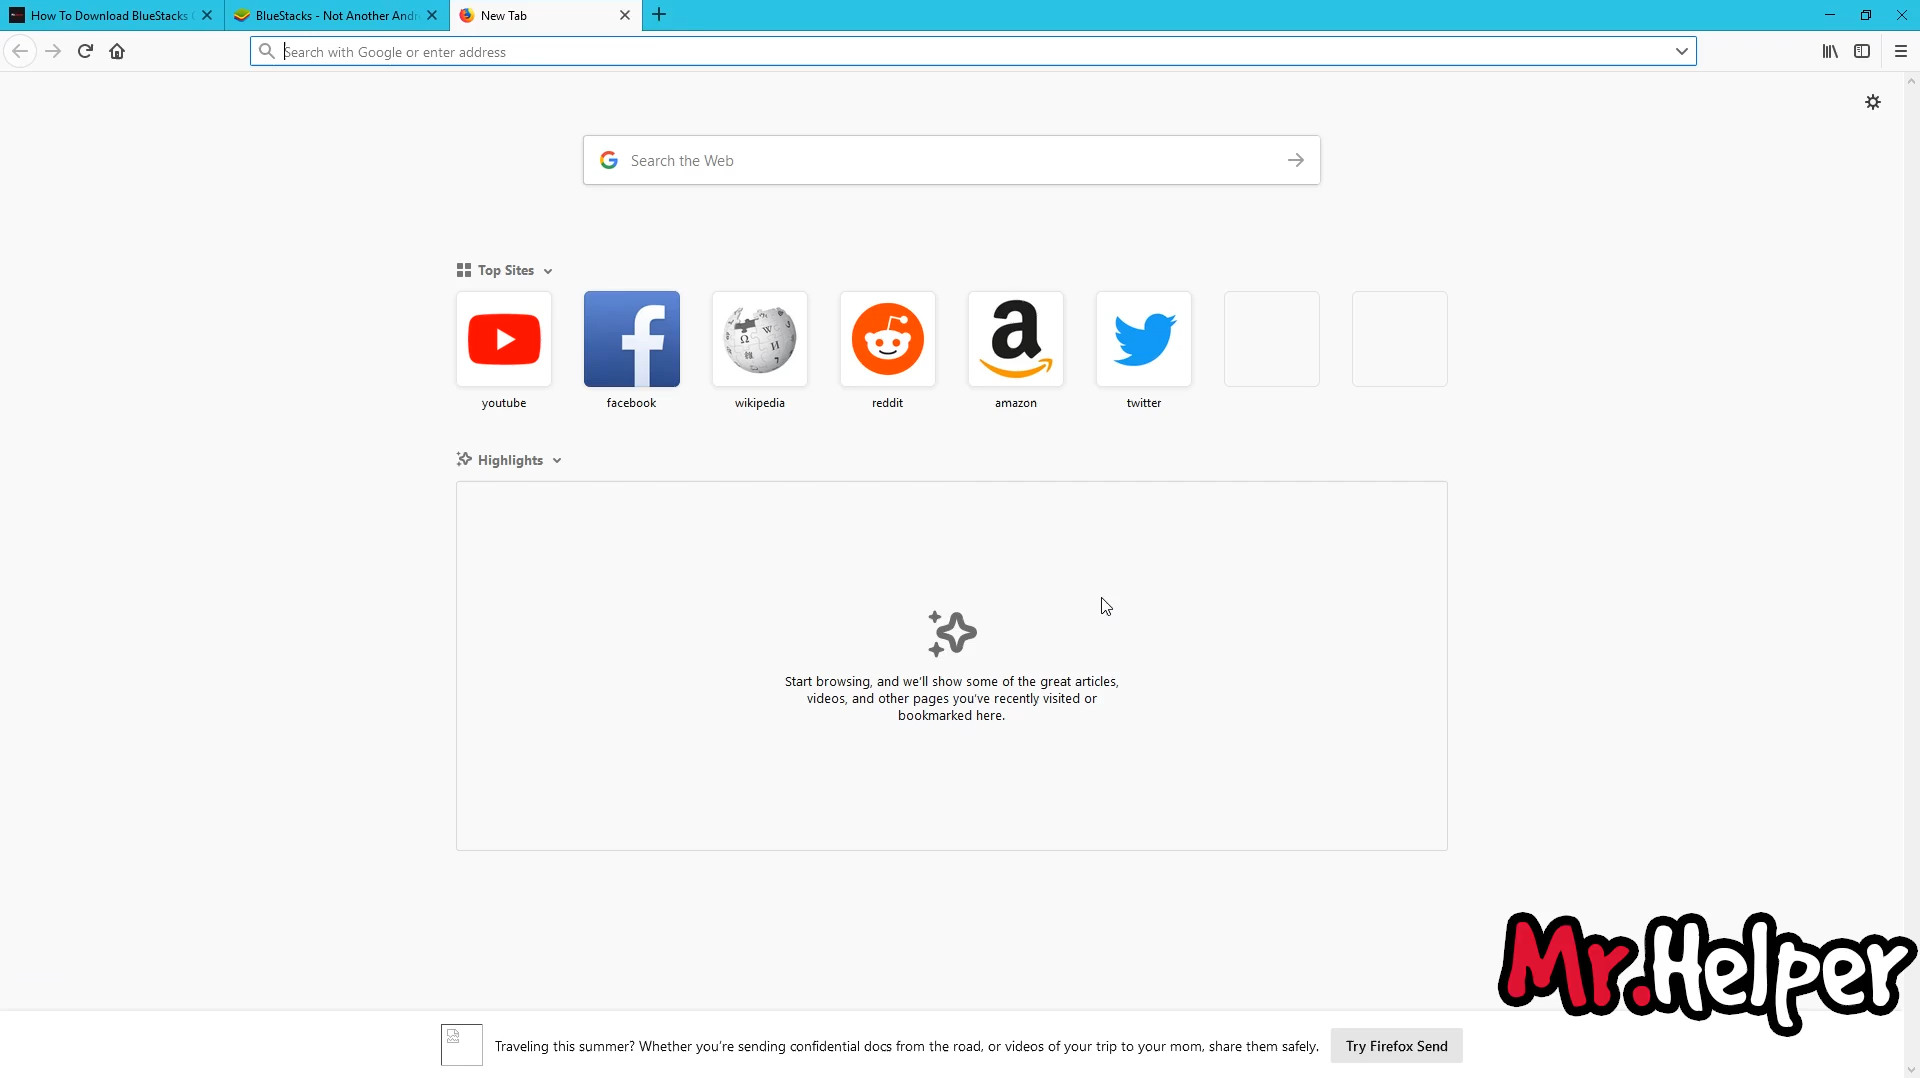 How To Download BlueStacks
BlueStacks - Not Another Andr
New Tab
Search with Google or enter address
Search the Web
Top Sites
youtube
facebook
wikipedia
reddit
amazon
twitter
Highlights
Start browsing, and we'll show some of the great articles,
videos, and other pages you've recently visited or
bookmarked here.
Mr.Helper
Traveling this summer? Whether you're sending confidential docs from the road, or videos of your trip to your mom, share them safely.
Try Firefox Send